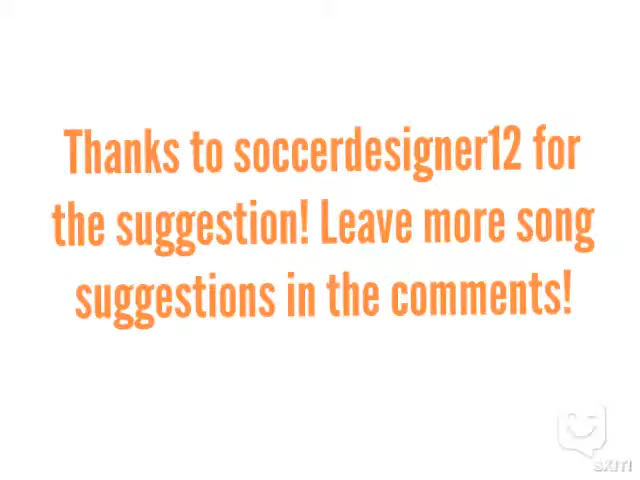 Thanks to soccerdesigner12 for
the suggestion! Leave more song
suggestions in the comments!